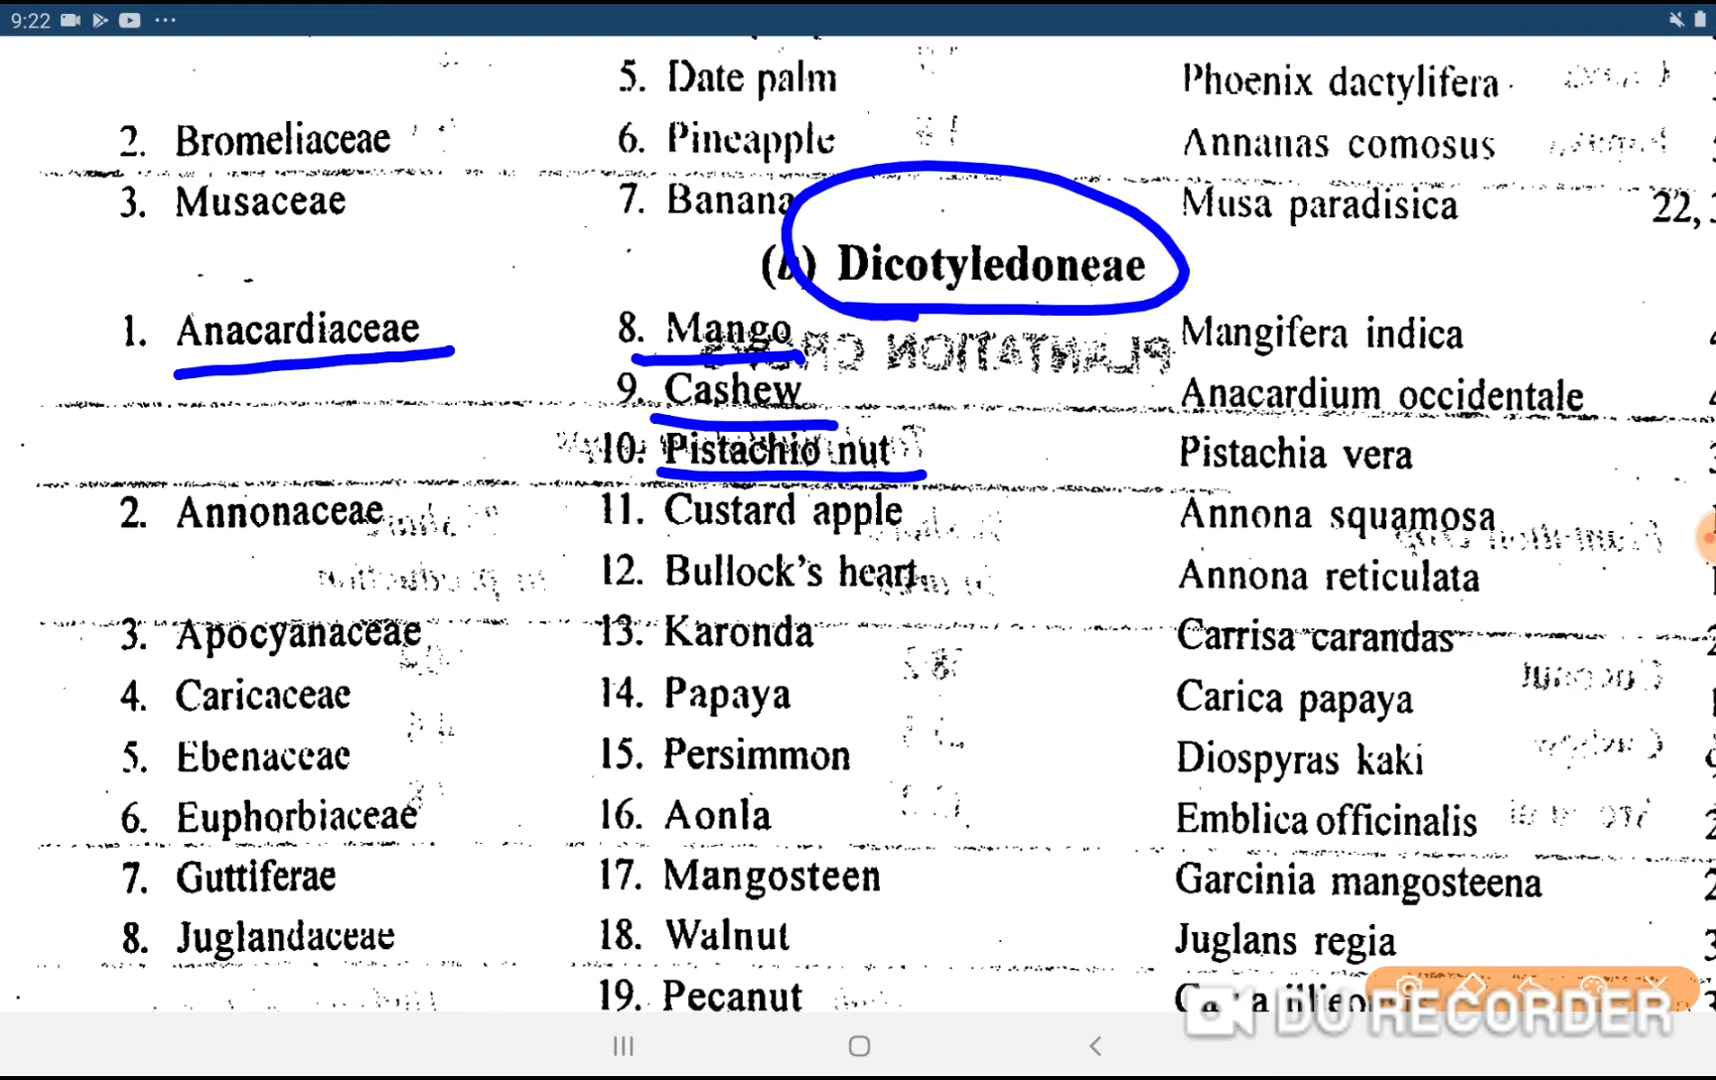 9:22
5. Date palm Phoenix dactylifera
2. Bromeliaceae 6. Pineapple Annanas comosus
3. Musaceae 7. Banana Musa paradisica 22,
(b) Dicotyledoneae
1. Anacardiaceae 8. Mango Mangifera indica
PLANTATION
9. Cashew Anacardium occidentale
10. Pistachio nut Pistachia vera
2. Annonaceae 11. Custard apple Annona squamosa
12. Bullock's heart Annona reticulata
3. Apocyanaceae 13. Karonda Carrisa carandas
4. Caricaceae 14. Papaya Carica papaya
5. Ebenaceae 15. Persimmon Diospyras kaki
6. Euphorbiaceae 16. Aonla Emblica officinalis
7. Guttiferae 17. Mangosteen Garcinia mangosteena
8. Juglandaceae 18. Walnut Juglans regia
19. Pecanut
DU RECORDER